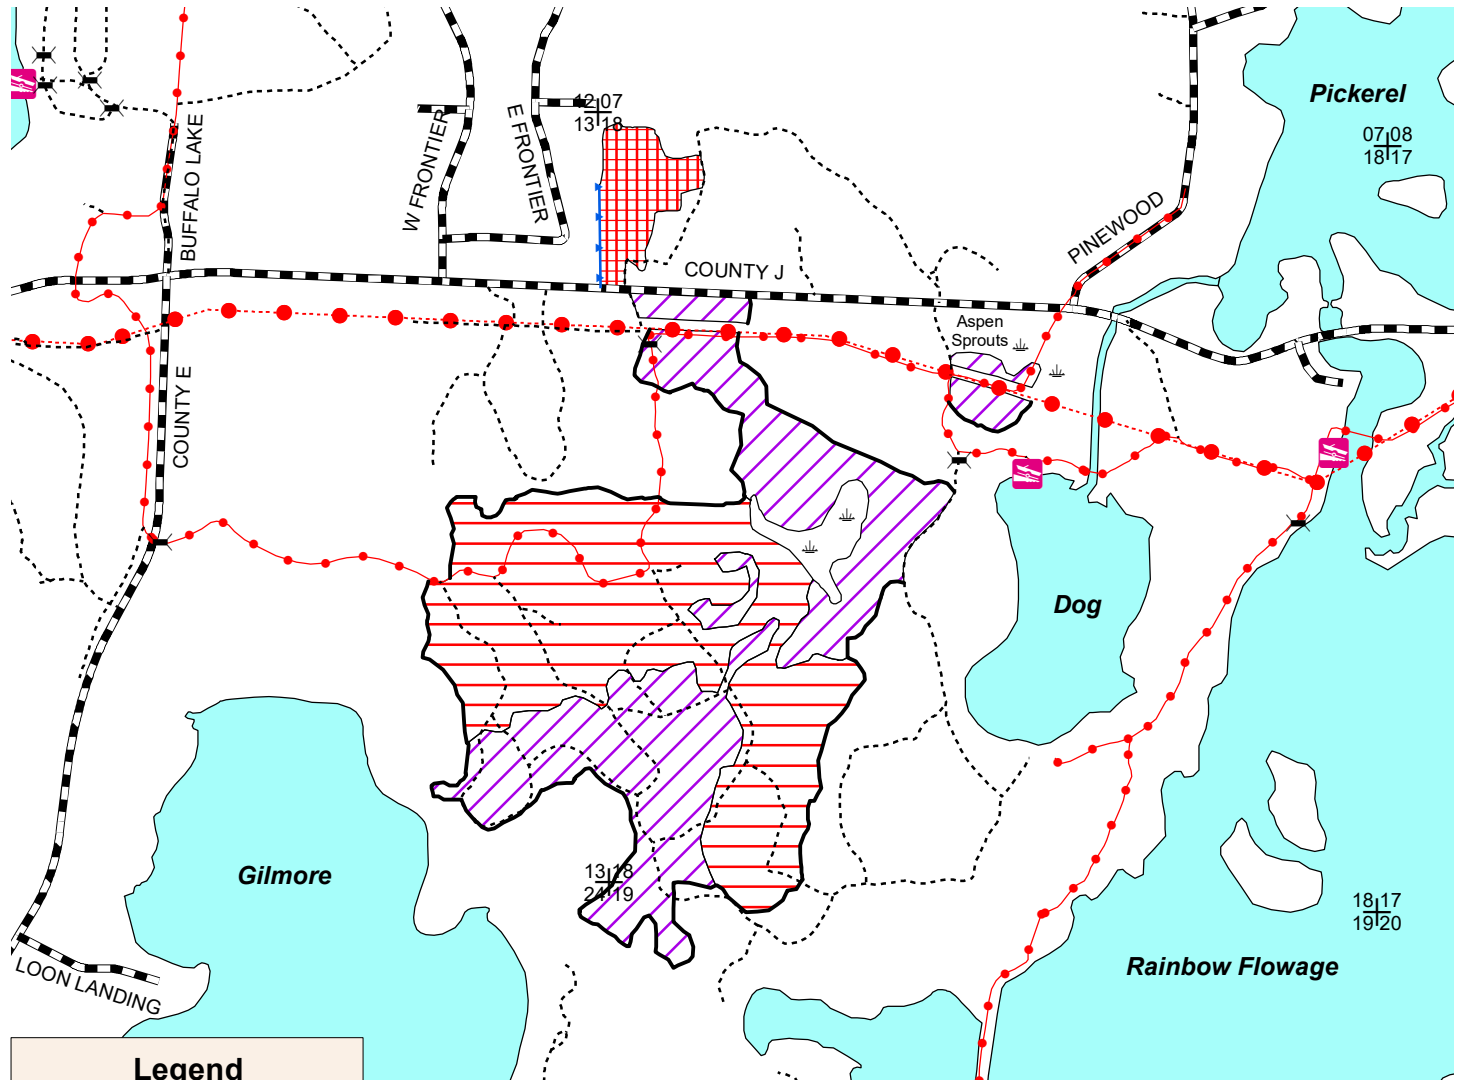 Pickerel
12 07
13 18
07 08
18 17
BUFFALO LAKE
W FRONTIER
E FRONTIER
PINEWOOD
COUNTY J
Aspen
Sprouts
COUNTY E
Dog
Gilmore
13 18
24 19
18 17
19 20
Rainbow Flowage
LOON LANDING
Legend